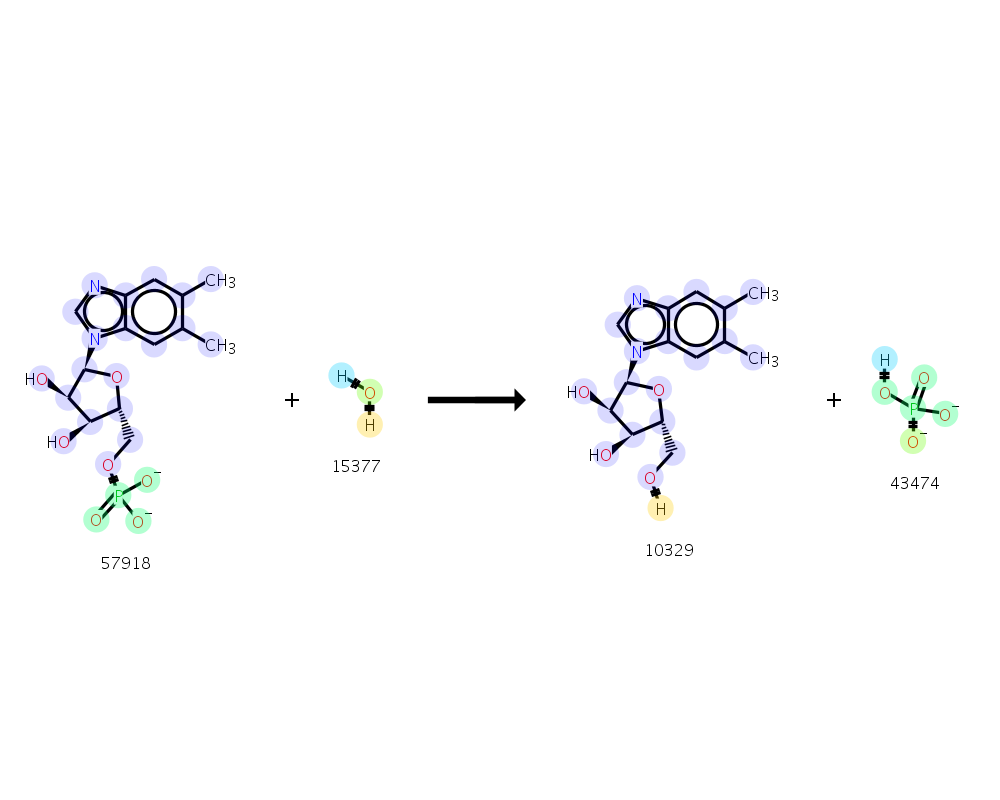 N CH3
N CH3
HO O
HO
O
O−
P
O O−
57918
+
H
O
H
15377
N CH3
N CH3
HO O
HO
O
H
10329
+
H
O O
P O−
O−
43474